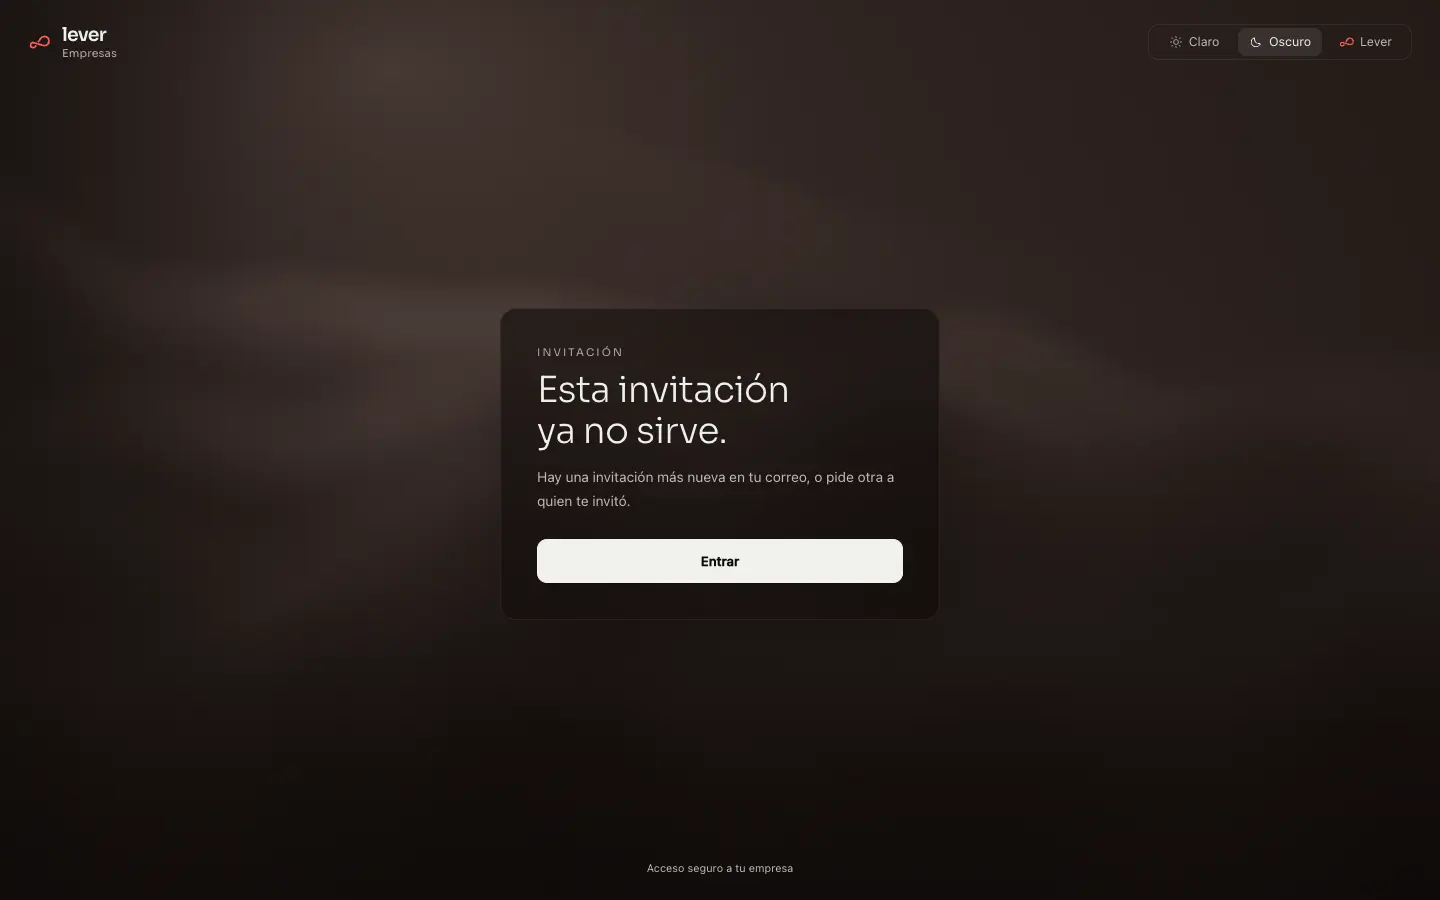 lever
Empresas
Claro
Oscuro
Lever
INVITACIÓN
Esta invitación
ya no sirve.
Hay una invitación más nueva en tu correo, o pide otra a
quien te invitó.
Entrar
Acceso seguro a tu empresa